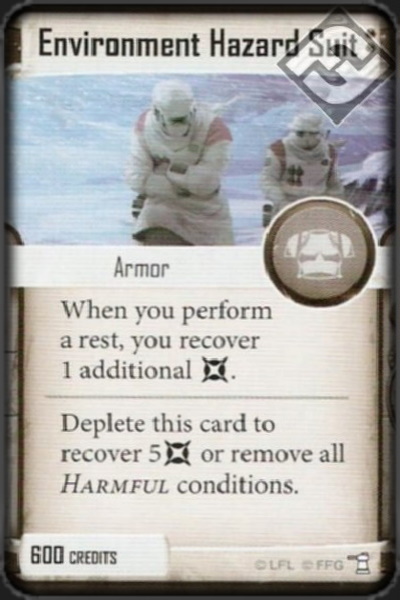 Environment Hazard Suit
Armor
When you perform
a rest, you recover
1 additional .
Deplete this card to
recover 5 or remove all
HARMFUL conditions.
600 CREDITS
© LFL © FFG